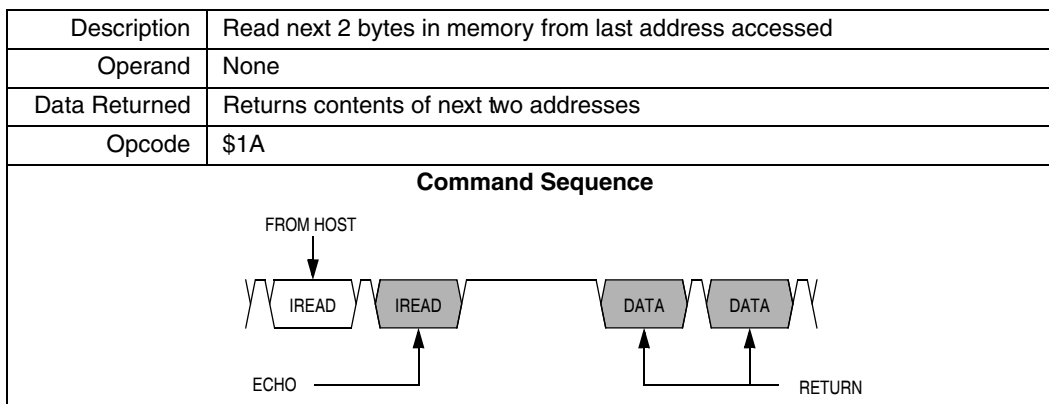 Description Read next 2 bytes in memory from last address accessed
Operand None
Data Returned Returns contents of next two addresses
Opcode $1A
Command Sequence
FROM HOST
IREAD IREAD DATA DATA
ECHO RETURN